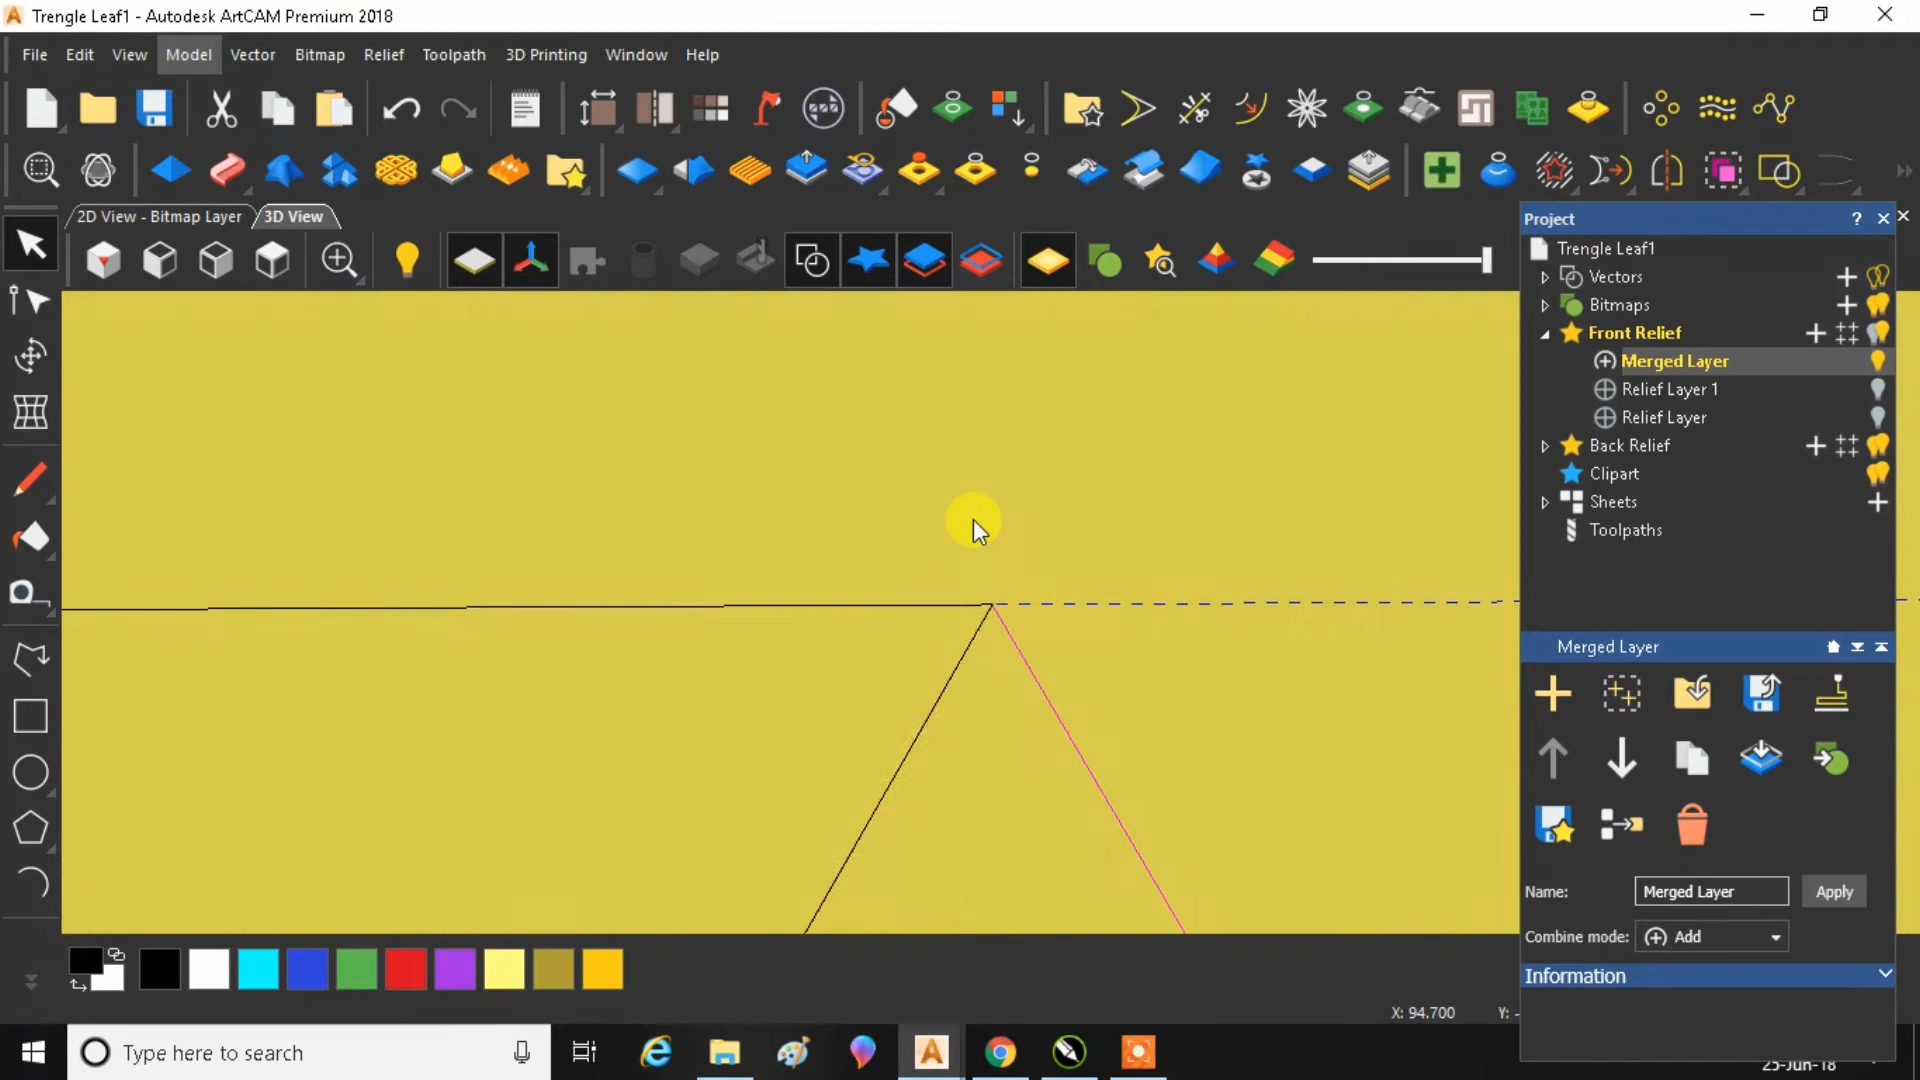 Trengle Leaf1 - Autodesk ArtCAM Premium 2018
File Edit View Model Vector Bitmap Relief Toolpath 3D Printing Window Help
2D View - Bitmap Layer 3D View
Project
Trengle Leaf1
Vectors
Bitmaps
Front Relief
Merged Layer
Relief Layer 1
Relief Layer
Back Relief
Clipart
Sheets
Toolpaths
Merged Layer
Name: Merged Layer Apply
Combine mode: Add
Information
X: 94.700 Y: -
Type here to search
25-Jun-18